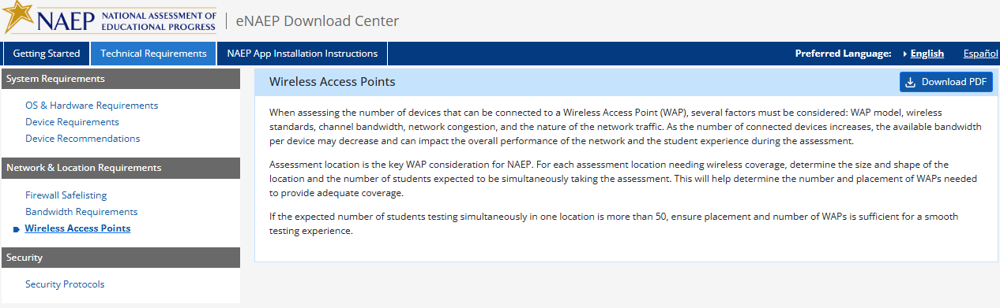 NAEP NATIONAL ASSESSMENT OF EDUCATIONAL PROGRESS
eNAEP Download Center
Getting Started
Technical Requirements
NAEP App Installation Instructions
Preferred Language:
English
Español
System Requirements
OS & Hardware Requirements
Device Requirements
Device Recommendations
Network & Location Requirements
Firewall Safelisting
Bandwidth Requirements
Wireless Access Points
Security
Security Protocols
Wireless Access Points
Download PDF
When assessing the number of devices that can be connected to a Wireless Access Point (WAP), several factors must be considered: WAP model, wireless
standards, channel bandwidth, network congestion, and the nature of the network traffic. As the number of connected devices increases, the available bandwidth
per device may decrease and can impact the overall performance of the network and the student experience during the assessment.
Assessment location is the key WAP consideration for NAEP. For each assessment location needing wireless coverage, determine the size and shape of the
location and the number of students expected to be simultaneously taking the assessment. This will help determine the number and placement of WAPs needed
to provide adequate coverage.
If the expected number of students testing simultaneously in one location is more than 50, ensure placement and number of WAPs is sufficient for a smooth
testing experience.